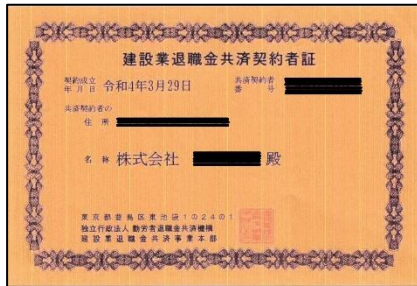 建設業退職金共済契約者証
契約成立年月日 令和4年3月29日
共済契約者番号
共済契約者の
住所
名称 株式会社 殿
東京都豊島区東池袋1の24の1
独立行政法人 勤労者退職金共済機構
建設業退職金共済事業本部